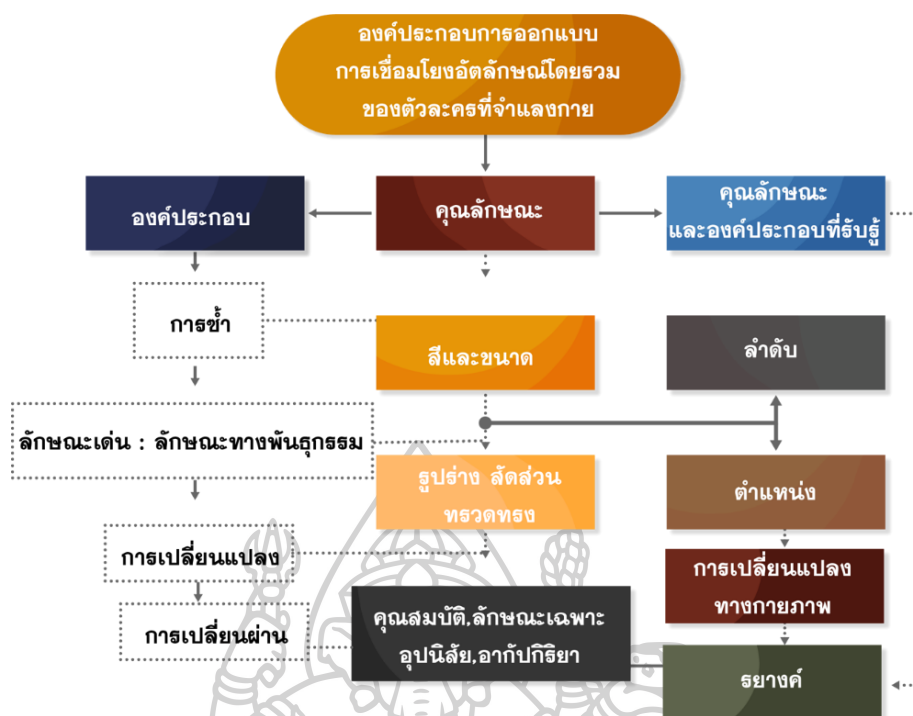 องค์ประกอบการออกแบบ
การเชื่อมโยงอัตลักษณ์โดยรวม
ของตัวละครที่จำแลงกาย
องค์ประกอบ
คุณลักษณะ
คุณลักษณะ
และองค์ประกอบที่รับรู้
การซ้ำ
สีและขนาด
ลำดับ
ลักษณะเด่น : ลักษณะทางพันธุกรรม
รูปร่าง สัดส่วน
ทรวดทรง
ตำแหน่ง
การเปลี่ยนแปลง
การเปลี่ยนแปลง
ทางกายภาพ
การเปลี่ยนผ่าน
คุณสมบัติ,ลักษณะเฉพาะ
อุปนิสัย,อากัปกิริยา
รยางค์